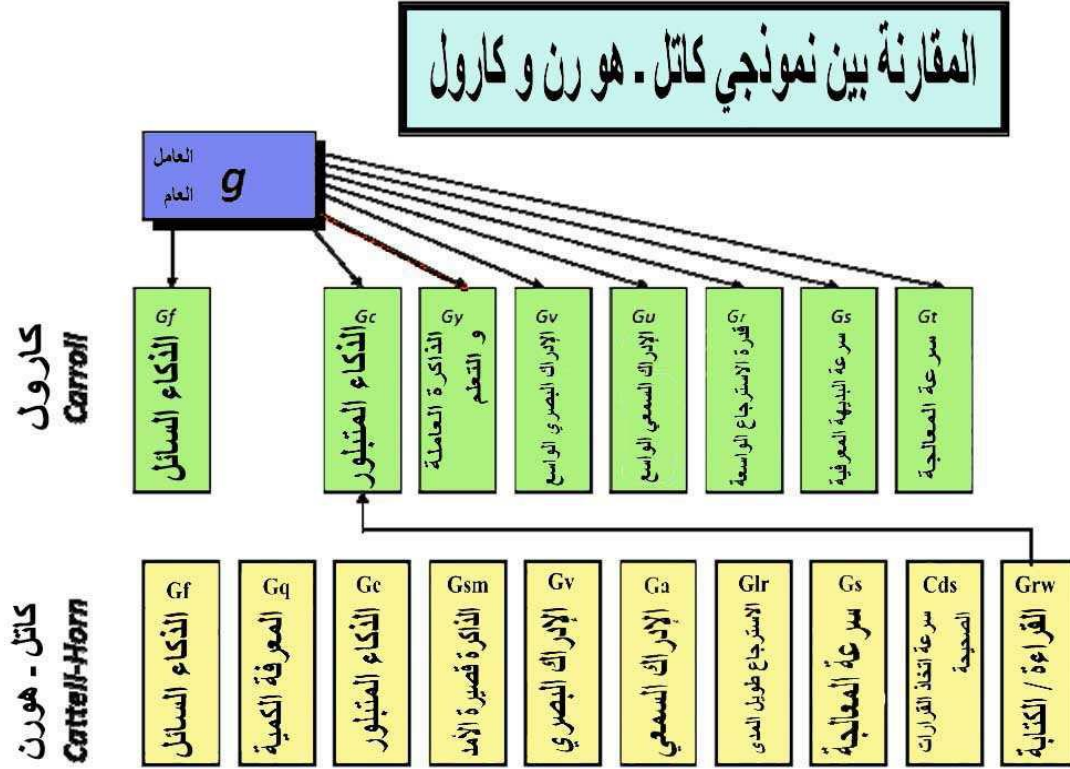 المقارنة بين نموذجي كاتل - هو رن و كارول
العامل
العام
g
كارول
Carroll
Gf
الذكاء السائل
Gc
الذكاء المتبلور
Gy
الذاكرة العاملة
و التعلم
Gv
الإدراك البصري الواسع
Gu
الإدراك السمعي الواسع
Gr
قدرة الاسترجاع الواسعة
Gs
سرعة البديهة المعرفية
Gt
سرعة المعالجة
كاتل - هورن
Cattell-Horn
Gf
الذكاء السائل
Gq
المعرفة الكمية
Gc
الذكاء المتبلور
Gsm
الذاكرة قصيرة الأمد
Gv
الإدراك البصري
Ga
الإدراك السمعي
Glr
الاسترجاع طويل المدى
Gs
سرعة المعالجة
Cds
سرعة اتخاذ القرارات
الصحيحة
Grw
القراءة / الكتابة